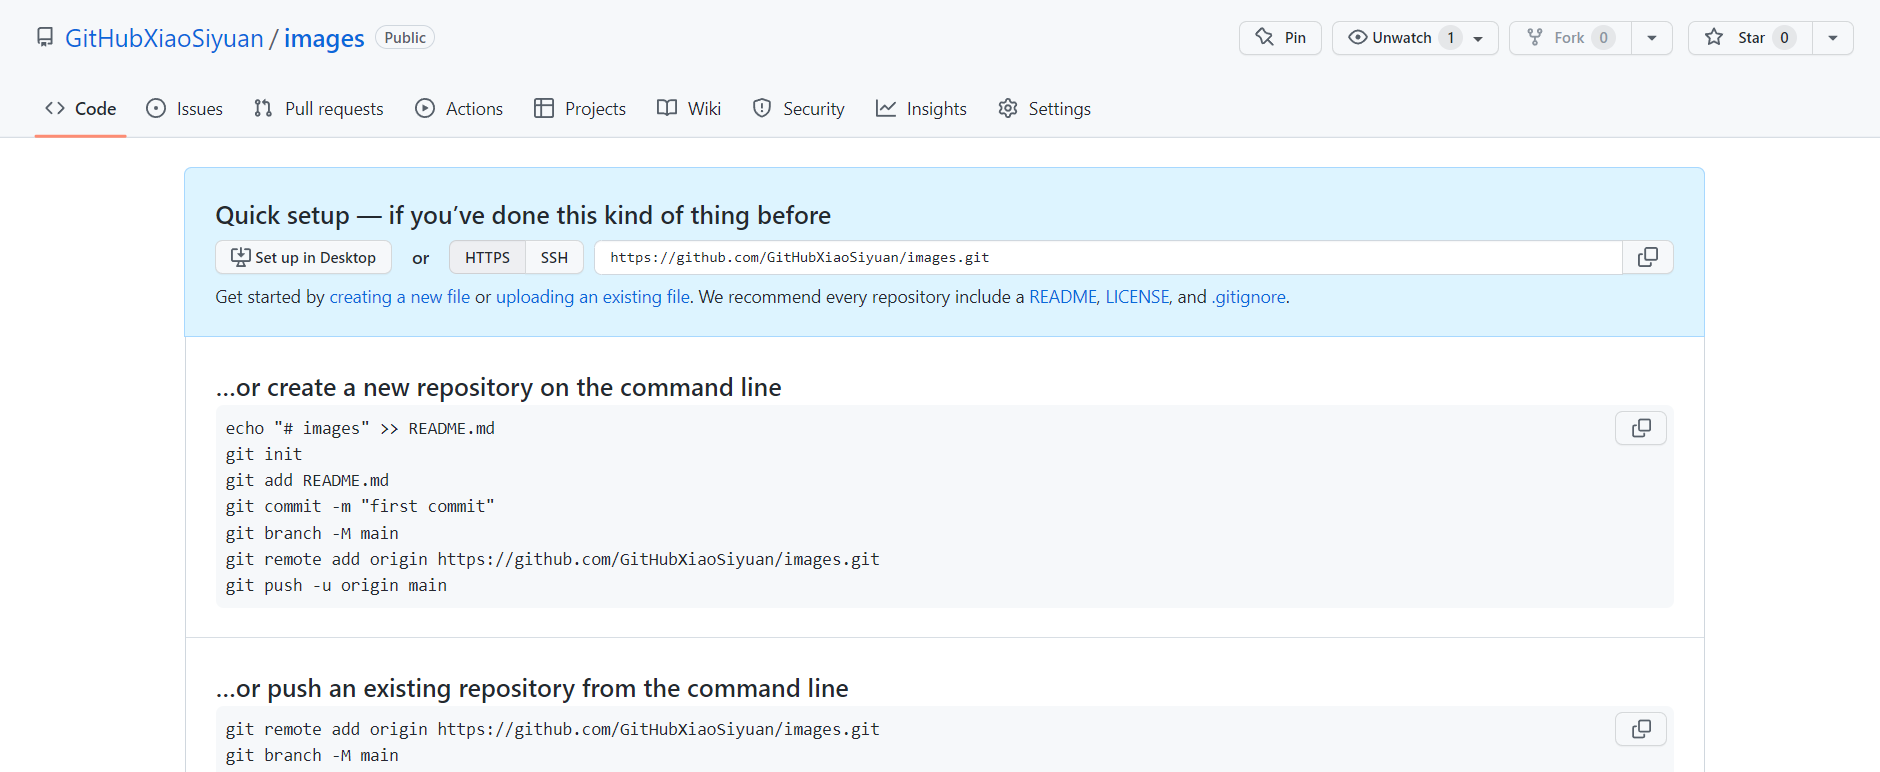 GitHubXiaoSiyuan / images Public Pin Unwatch 1 Fork 0 Star 0
Code Issues Pull requests Actions Projects Wiki Security Insights Settings
Quick setup — if you’ve done this kind of thing before
Set up in Desktop or HTTPS SSH https://github.com/GitHubXiaoSiyuan/images.git
Get started by creating a new file or uploading an existing file. We recommend every repository include a README, LICENSE, and .gitignore.
…or create a new repository on the command line
echo "# images" >> README.md
git init
git add README.md
git commit -m "first commit"
git branch -M main
git remote add origin https://github.com/GitHubXiaoSiyuan/images.git
git push -u origin main
…or push an existing repository from the command line
git remote add origin https://github.com/GitHubXiaoSiyuan/images.git
git branch -M main